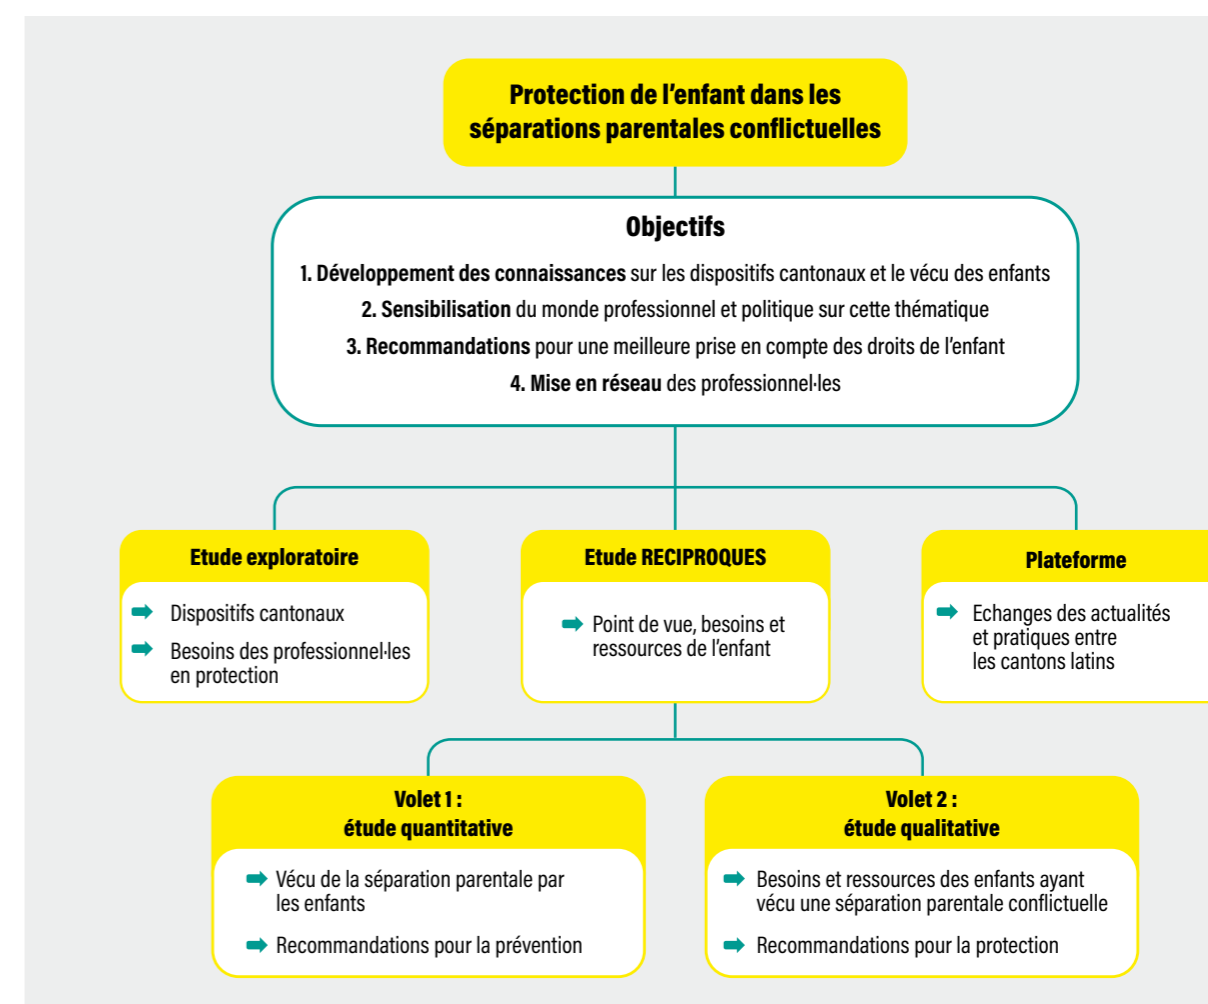 Protection de l’enfant dans les
séparations parentales conflictuelles
Objectifs
1. Développement des connaissances sur les dispositifs cantonaux et le vécu des enfants
2. Sensibilisation du monde professionnel et politique sur cette thématique
3. Recommandations pour une meilleure prise en compte des droits de l’enfant
4. Mise en réseau des professionnel·les
Etude exploratoire
Dispositifs cantonaux
Besoins des professionnel·les
en protection
Etude RECIPROQUES
Point de vue, besoins et
ressources de l’enfant
Plateforme
Echanges des actualités
et pratiques entre
les cantons latins
Volet 1 :
étude quantitative
Vécu de la séparation parentale par
les enfants
Recommandations pour la prévention
Volet 2 :
étude qualitative
Besoins et ressources des enfants ayant
vécu une séparation parentale conflictuelle
Recommandations pour la protection